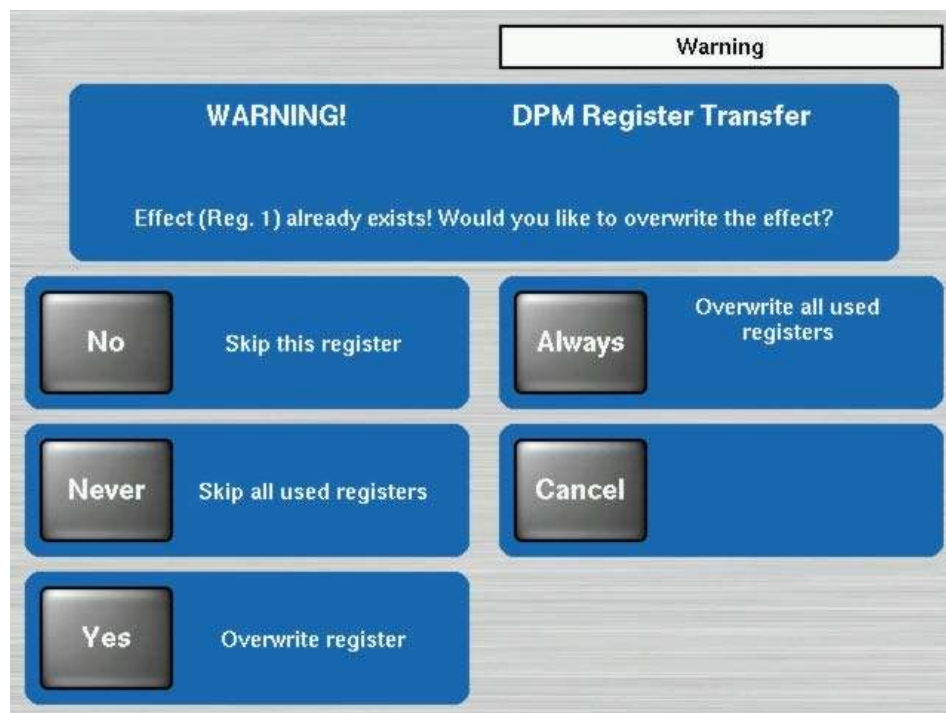 Warning
WARNING! DPM Register Transfer
Effect (Reg. 1) already exists! Would you like to overwrite the effect?
No Skip this register
Always Overwrite all used
registers
Never Skip all used registers
Cancel
Yes Overwrite register